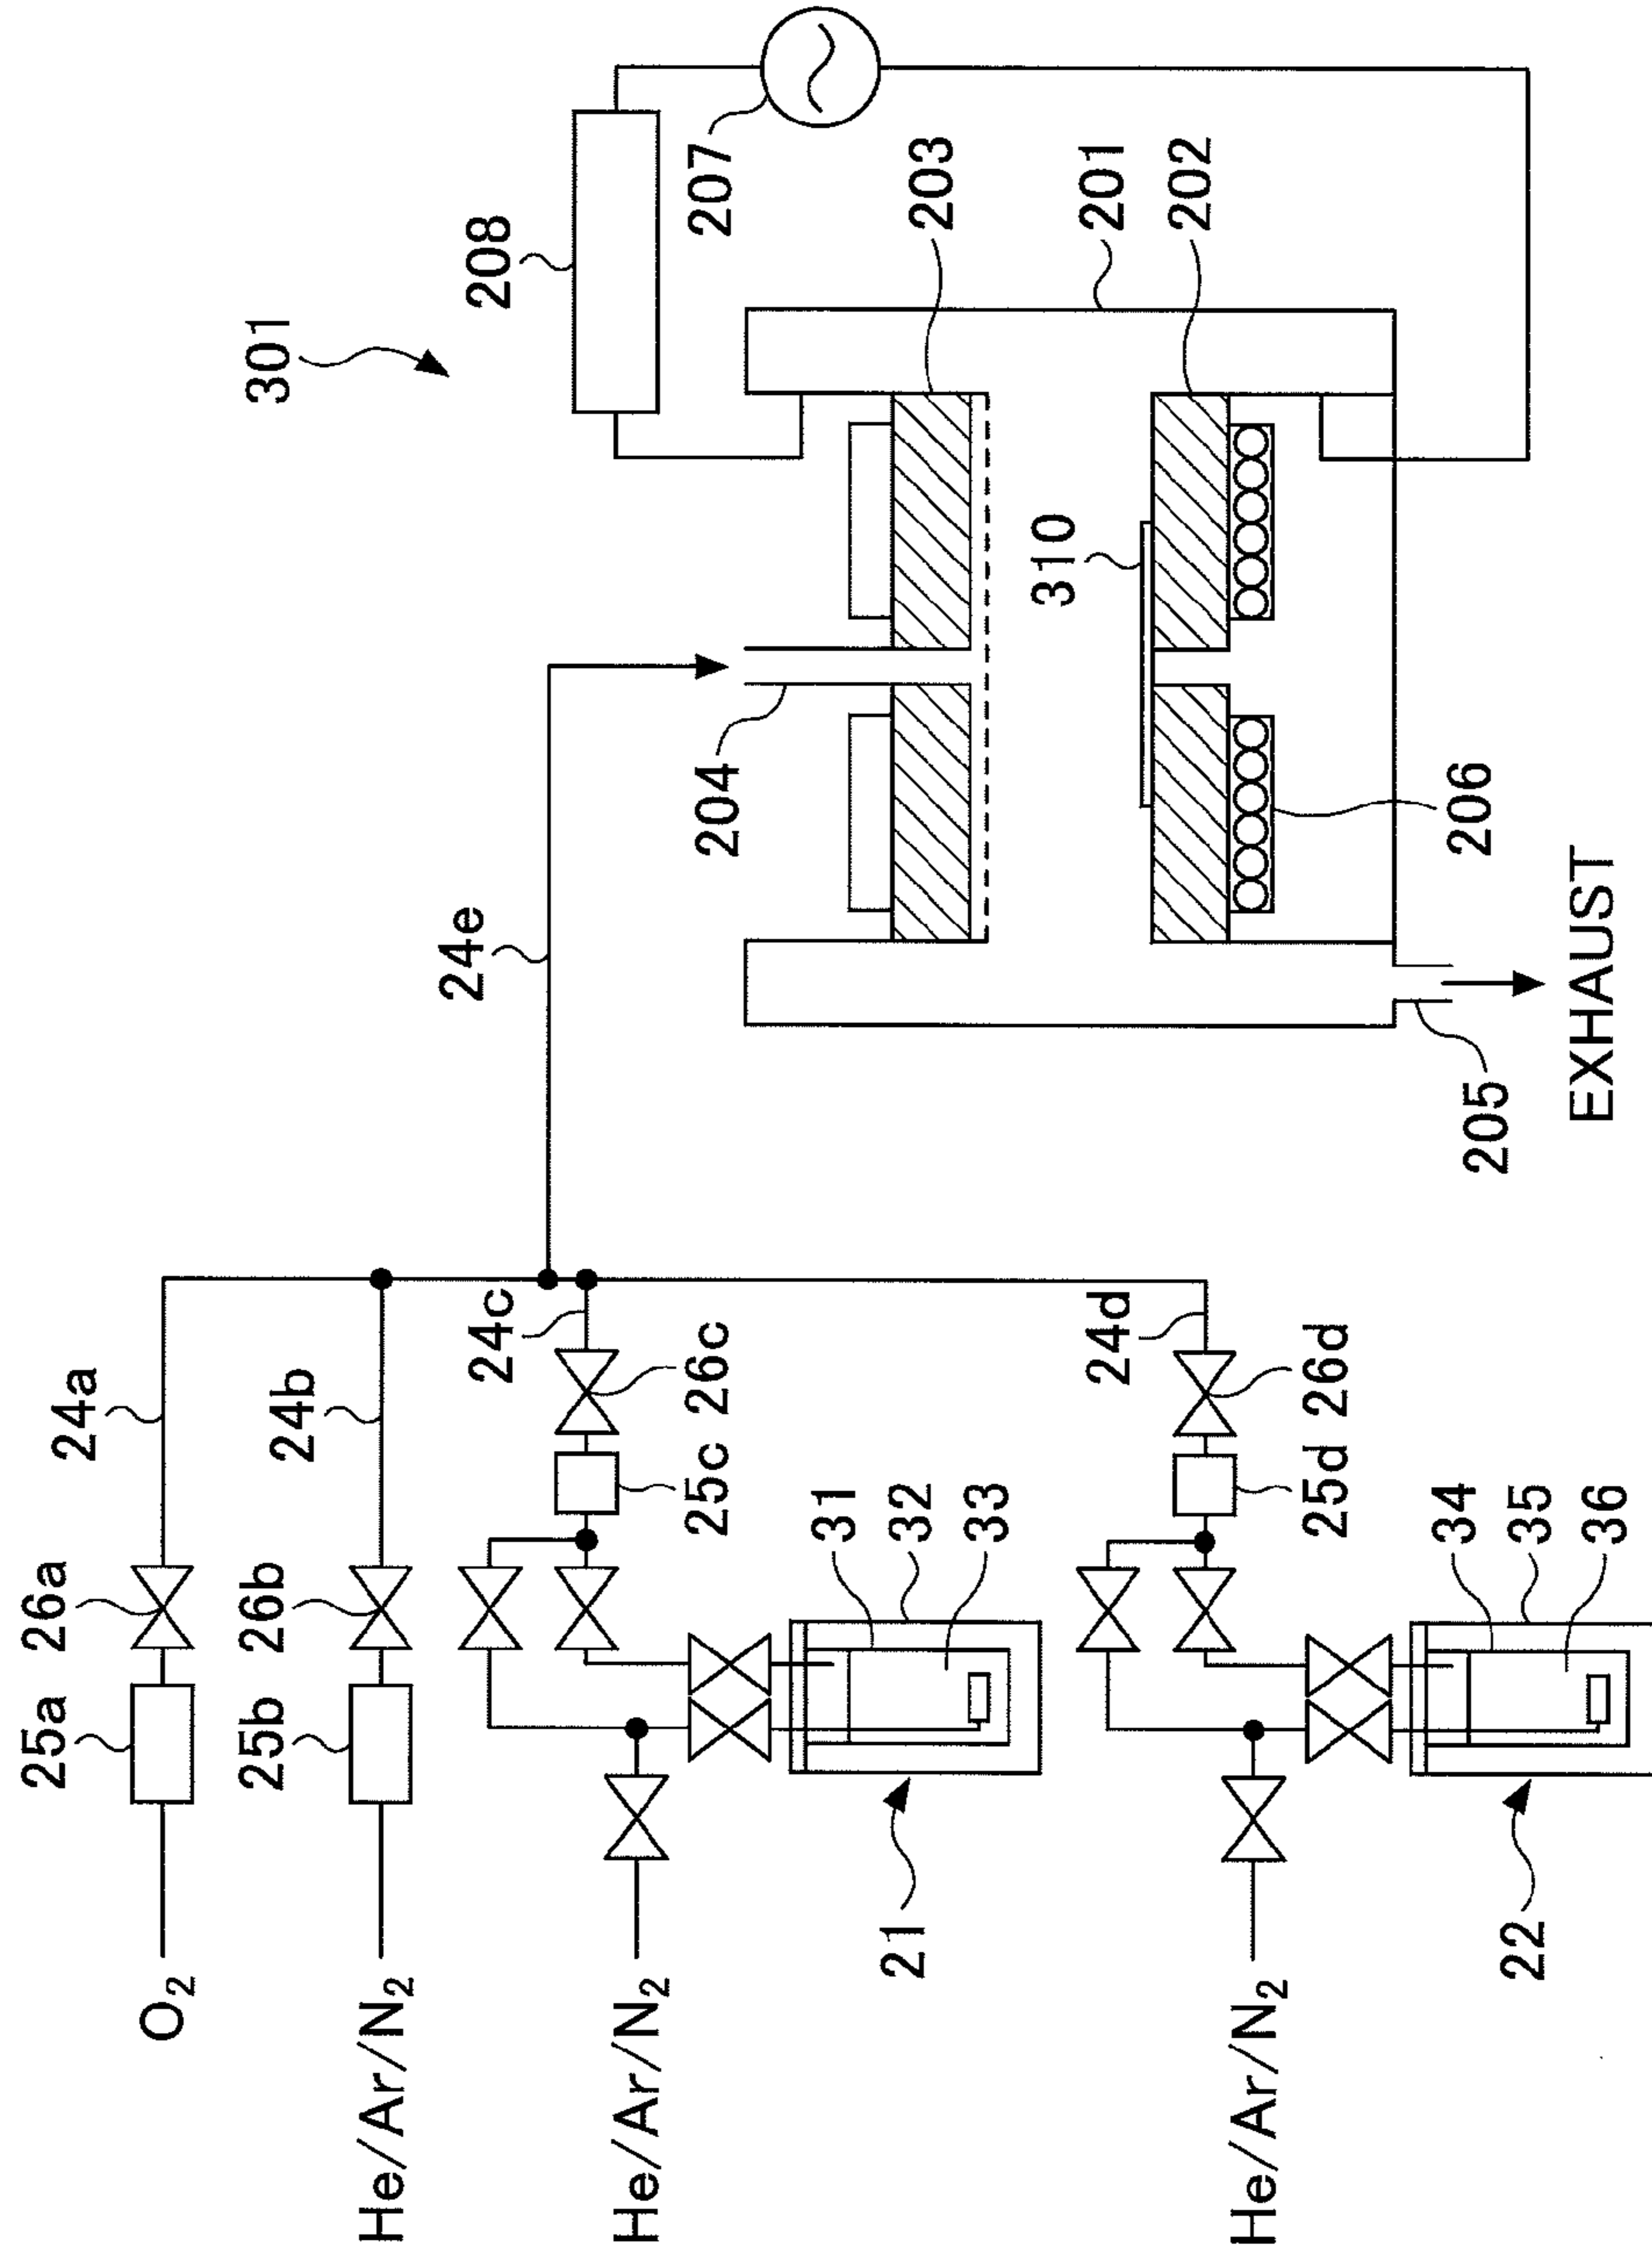 301
208
207
203
201
202
310
204
206
24e
205
EXHAUST
24a
24b
24c
26c
24d
26d
26a
26b
25c
25d
31
32
33
34
35
36
25a
25b
21
22
O₂
He/Ar/N₂
He/Ar/N₂
He/Ar/N₂